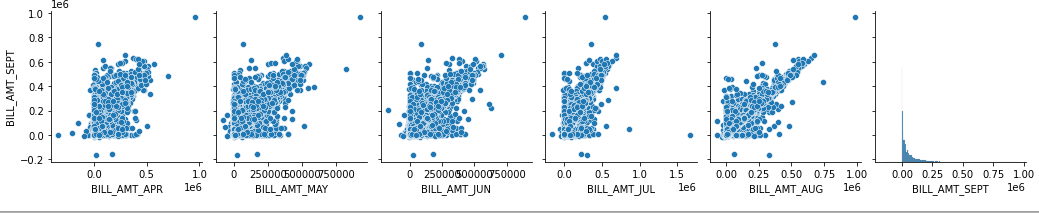 1e6
1.0
0.8
0.6
0.4
0.2
0.0
−0.2
BILL_AMT_SEPT
0.0 0.5 1.0
BILL_AMT_APR 1e6
0 250000 500000 750000
BILL_AMT_MAY
0 250000 500000 750000
BILL_AMT_JUN
0.0 0.5 1.0 1.5
BILL_AMT_JUL 1e6
0.00 0.25 0.50 0.75 1.00
BILL_AMT_AUG 1e6
0.00 0.25 0.50 0.75 1.00
BILL_AMT_SEPT 1e6